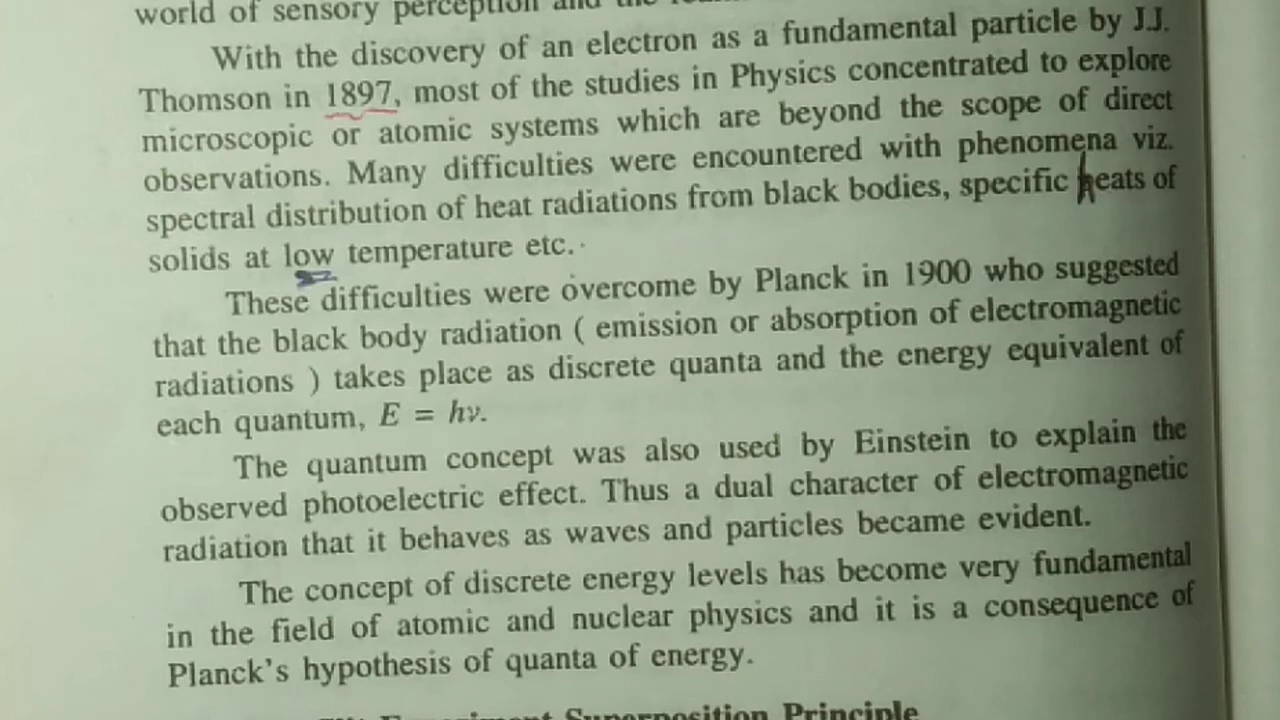 world of sensory perception and the
With the discovery of an electron as a fundamental particle by J.J.
Thomson in 1897, most of the studies in Physics concentrated to explore
microscopic or atomic systems which are beyond the scope of direct
observations. Many difficulties were encountered with phenomena viz.
spectral distribution of heat radiations from black bodies, specific heats of
solids at low temperature etc.
These difficulties were overcome by Planck in 1900 who suggested
that the black body radiation ( emission or absorption of electromagnetic
radiations ) takes place as discrete quanta and the energy equivalent of
each quantum, E = hν.
The quantum concept was also used by Einstein to explain the
observed photoelectric effect. Thus a dual character of electromagnetic
radiation that it behaves as waves and particles became evident.
The concept of discrete energy levels has become very fundamental
in the field of atomic and nuclear physics and it is a consequence of
Planck's hypothesis of quanta of energy.
Experiment Superposition Principle